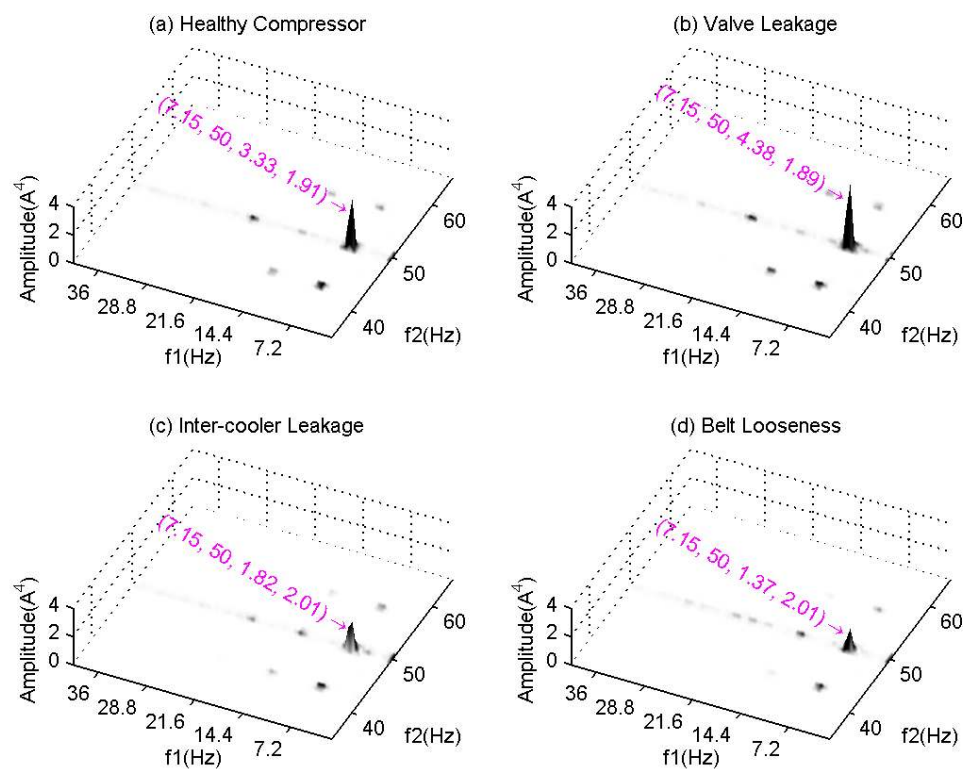 (a) Healthy Compressor
(7.15, 50, 3.33, 1.91)→
Amplitude(A^4)
4
2
0
36
28.8
21.6
14.4
7.2
f1(Hz)
40
50
60
f2(Hz)
(b) Valve Leakage
(7.15, 50, 4.38, 1.89)→
Amplitude(A^4)
4
2
0
36
28.8
21.6
14.4
7.2
f1(Hz)
40
50
60
f2(Hz)
(c) Inter-cooler Leakage
(7.15, 50, 1.82, 2.01)→
Amplitude(A^4)
4
2
0
36
28.8
21.6
14.4
7.2
f1(Hz)
40
50
60
f2(Hz)
(d) Belt Looseness
(7.15, 50, 1.37, 2.01)→
Amplitude(A^4)
4
2
0
36
28.8
21.6
14.4
7.2
f1(Hz)
40
50
60
f2(Hz)